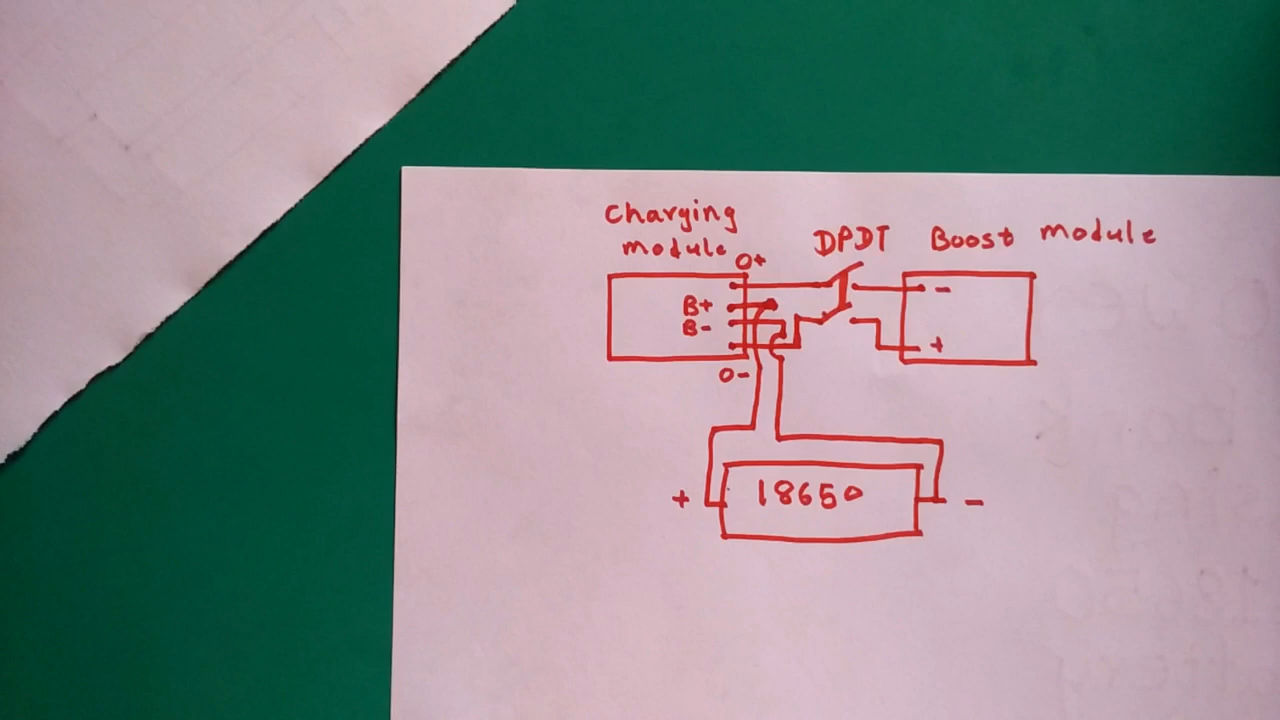 Charging
module
DPDT
Boost module
O+
-
B+
B-
+
O-
+
18650
-